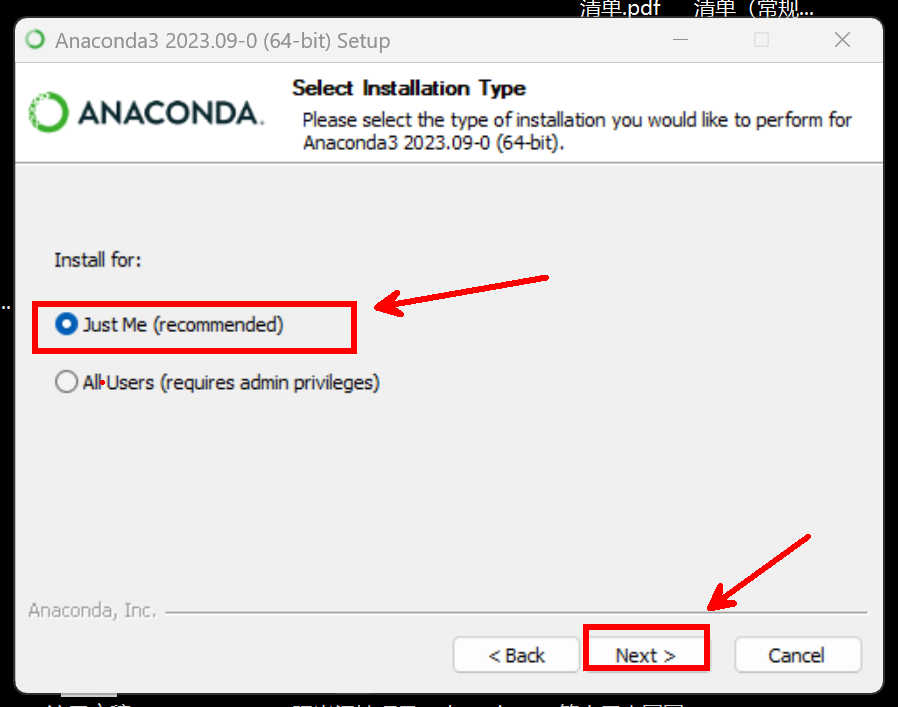 清单.pdf 清单（常规...
Anaconda3 2023.09-0 (64-bit) Setup
ANACONDA.
Select Installation Type
Please select the type of installation you would like to perform for
Anaconda3 2023.09-0 (64-bit).
Install for:
..
Just Me (recommended)
All Users (requires admin privileges)
Anaconda, Inc.
< Back Next > Cancel